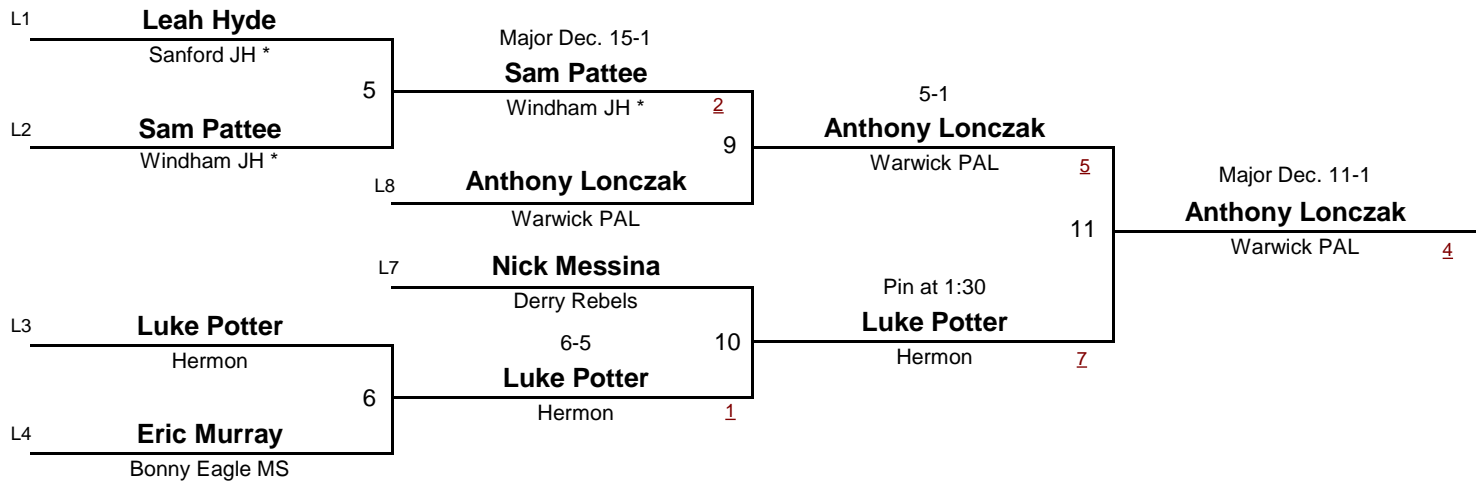 L1
Leah Hyde
Sanford JH *
5
L2
Sam Pattee
Windham JH *
Major Dec. 15-1
Sam Pattee
Windham JH *
2
9
L8
Anthony Lonczak
Warwick PAL
5-1
Anthony Lonczak
Warwick PAL
5
11
Major Dec. 11-1
Anthony Lonczak
Warwick PAL
4
L7
Nick Messina
Derry Rebels
10
Pin at 1:30
Luke Potter
Hermon
7
L3
Luke Potter
Hermon
6
6-5
Luke Potter
Hermon
1
L4
Eric Murray
Bonny Eagle MS